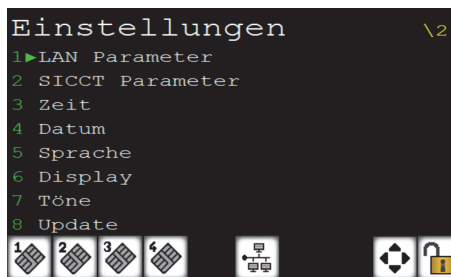 Einstellungen \2
1▶LAN Parameter
2 SICCT Parameter
3 Zeit
4 Datum
5 Sprache
6 Display
7 Töne
8 Update
1 2 3 4